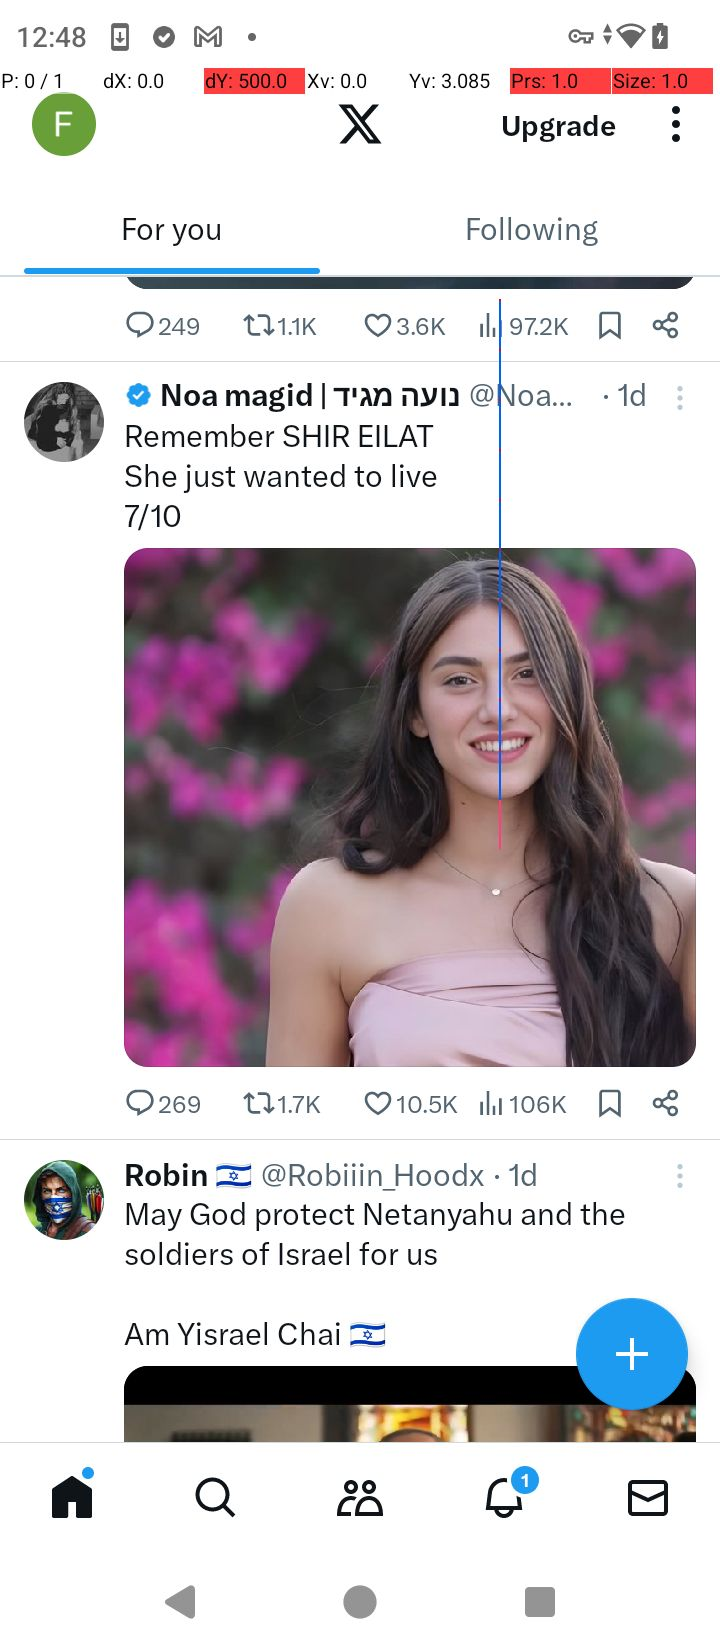 12:48
P: 0 / 1 dX: 0.0 dY: 500.0 Xv: 0.0 Yv: 3.085 Prs: 1.0 Size: 1.0
F X Upgrade
For you Following
249 1.1K 3.6K 97.2K
Noa magid | נועה מגיד @Noa... · 1d
Remember SHIR EILAT
She just wanted to live
7/10
269 1.7K 10.5K 106K
Robin 🇮🇱 @Robiiin_Hoodx · 1d
May God protect Netanyahu and the
soldiers of Israel for us
Am Yisrael Chai 🇮🇱
1